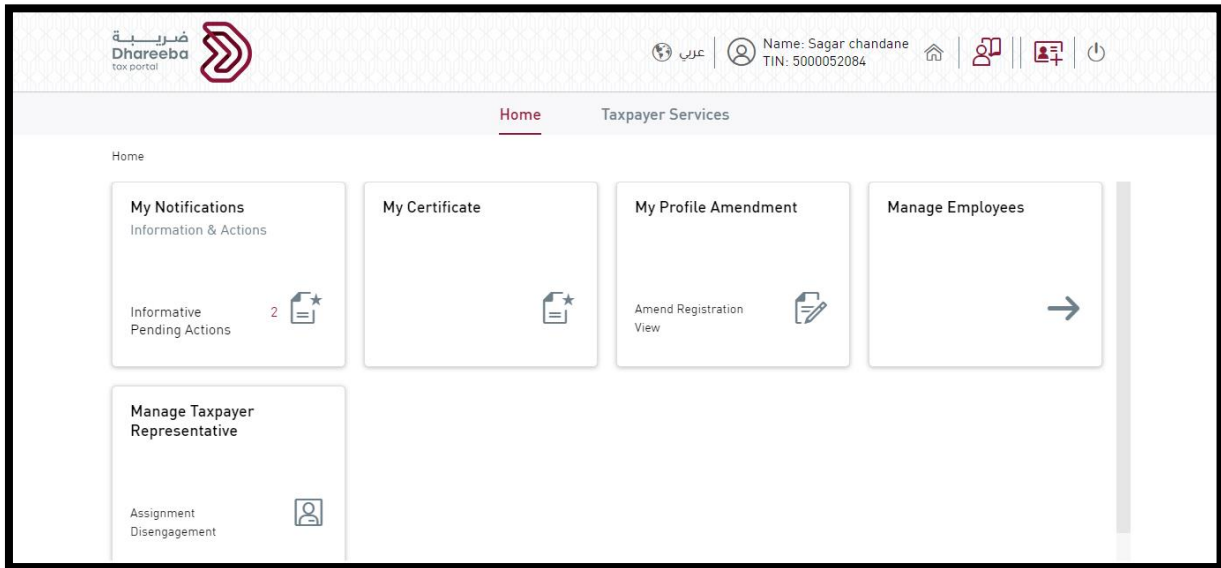 ضريبة
Dhareeba
tax portal
عربي
Name: Sagar chandane
TIN: 5000052084
Home
Taxpayer Services
Home
My Notifications
Information & Actions
Informative 2
Pending Actions
My Certificate
My Profile Amendment
Amend Registration
View
Manage Employees
Manage Taxpayer
Representative
Assignment
Disengagement